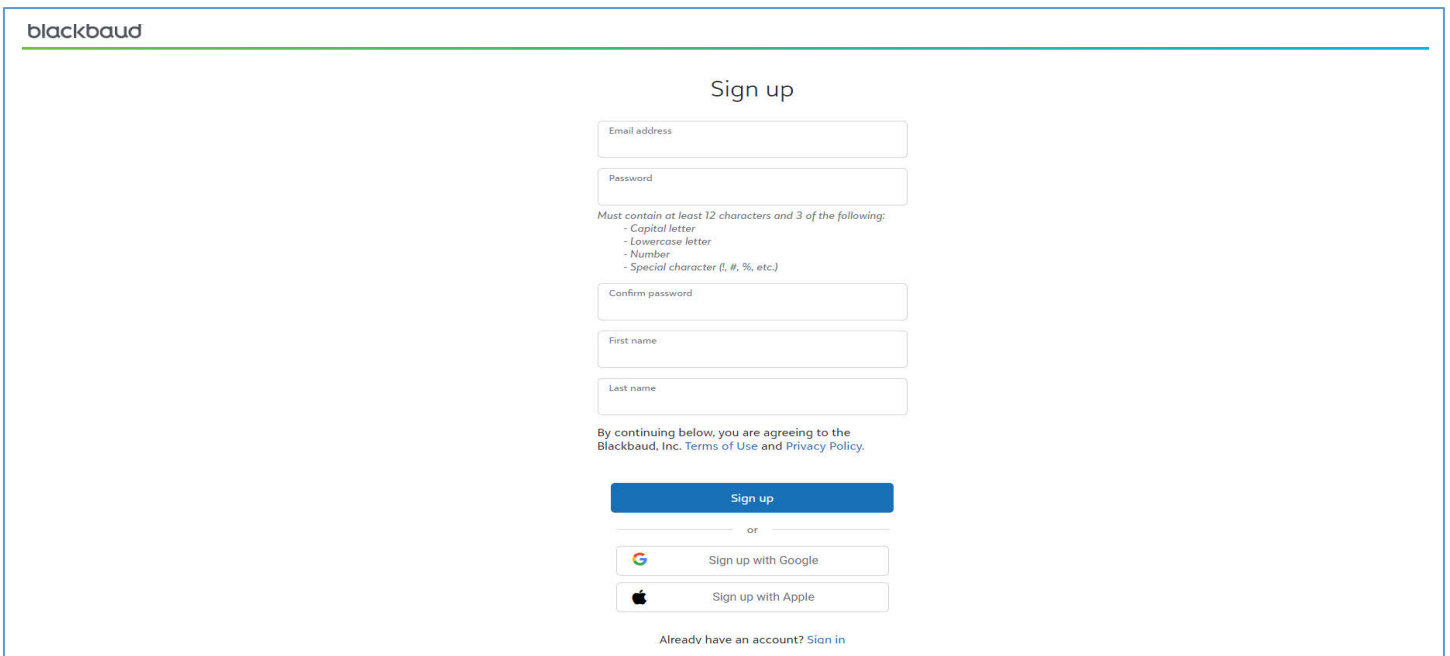 blackbaud
Sign up
Email address
Password
Must contain at least 12 characters and 3 of the following:
- Capital letter
- Lowercase letter
- Number
- Special character (!, #, %, etc.)
Confirm password
First name
Last name
By continuing below, you are agreeing to the
Blackbaud, Inc. Terms of Use and Privacy Policy.
Sign up
or
Sign up with Google
Sign up with Apple
Already have an account? Sign in